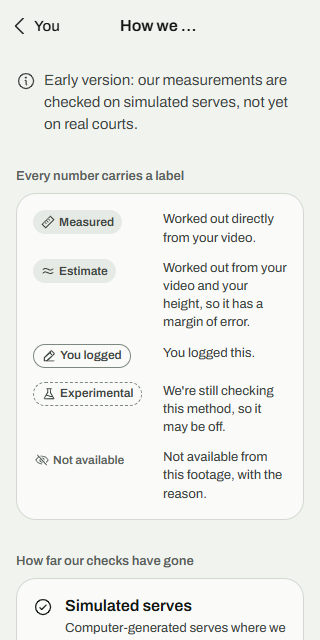 You
How we ...
Early version: our measurements are
checked on simulated serves, not yet
on real courts.
Every number carries a label
Measured
Worked out directly
from your video.
Estimate
Worked out from your
video and your
height, so it has a
margin of error.
You logged
You logged this.
Experimental
We're still checking
this method, so it
may be off.
Not available
Not available from
this footage, with the
reason.
How far our checks have gone
Simulated serves
Computer-generated serves where we